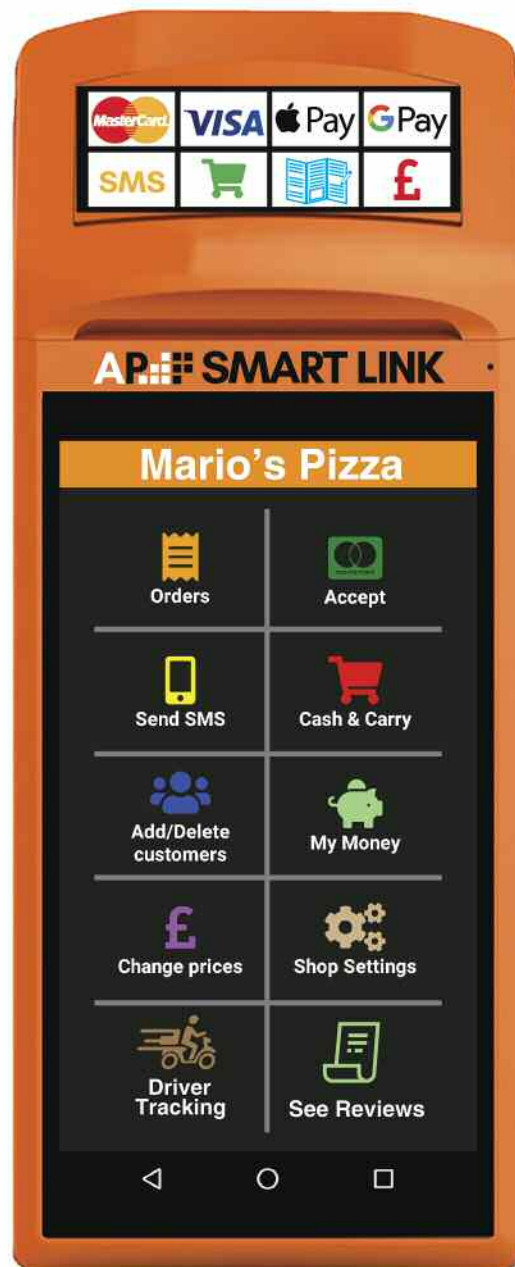 MasterCard VISA Pay G Pay
SMS £
AP SMART LINK
Mario's Pizza
Orders Accept
Send SMS Cash & Carry
Add/Delete
customers
My Money
£
Change prices Shop Settings
Driver
Tracking
See Reviews